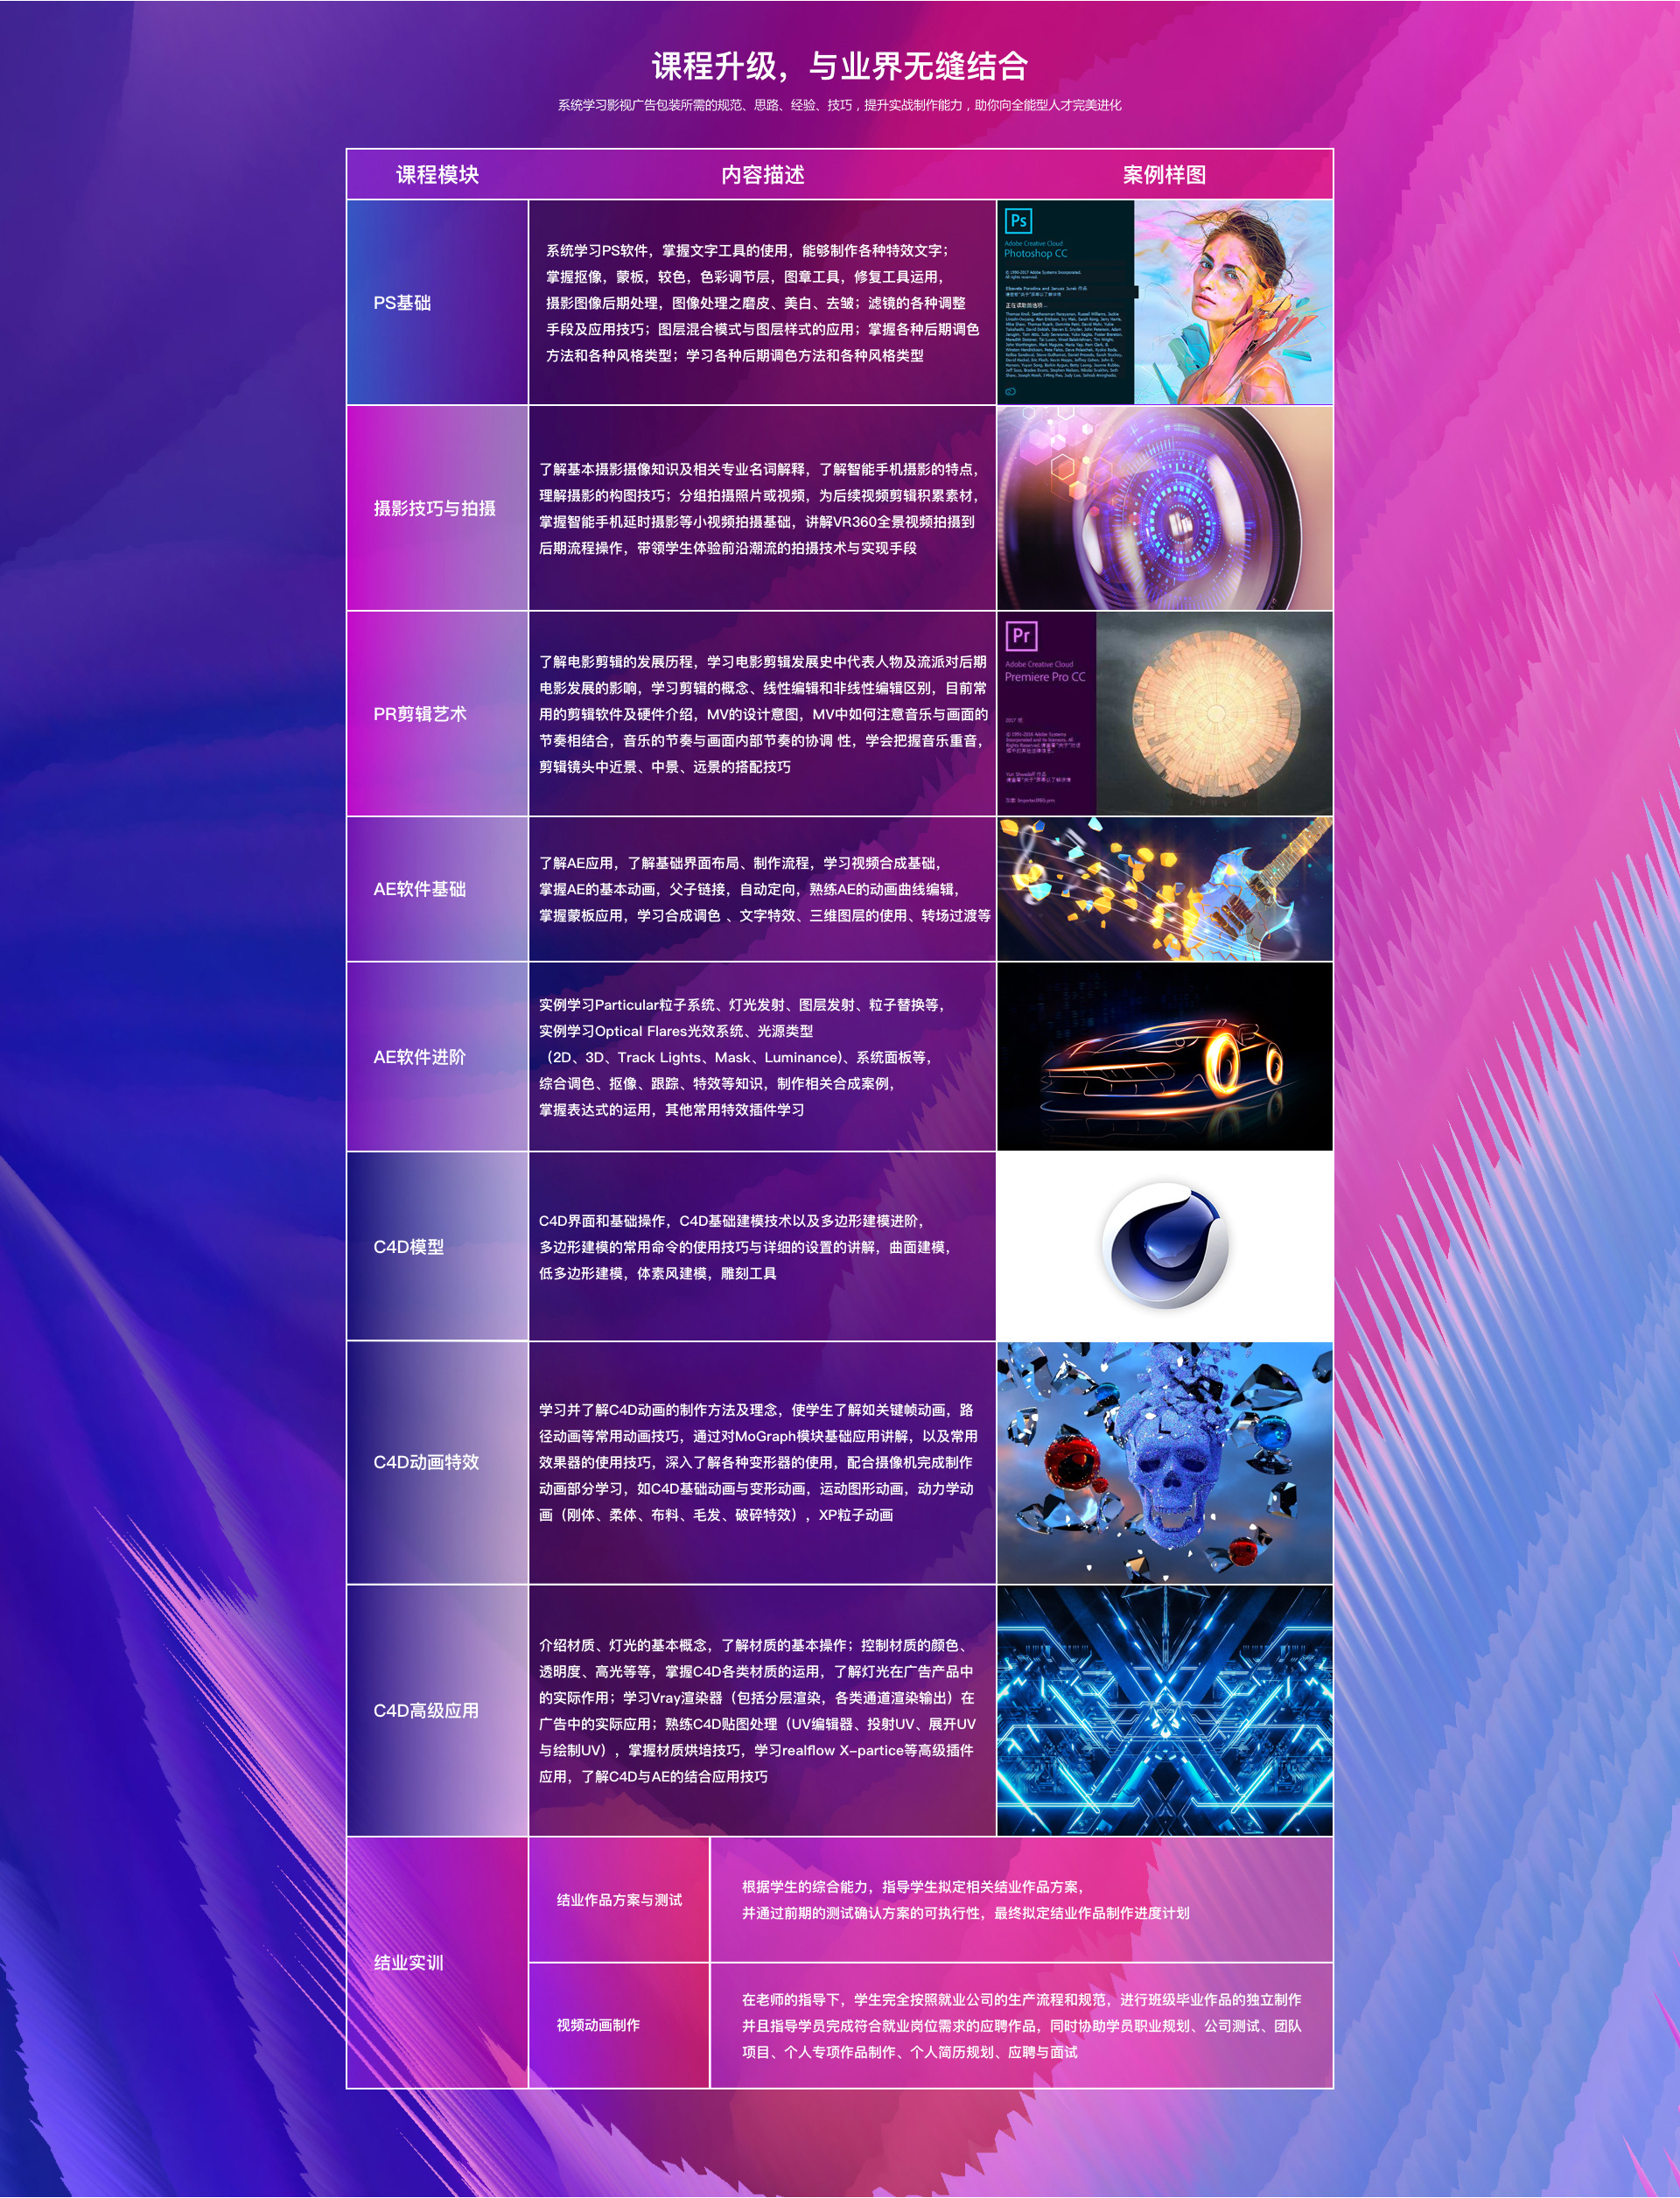 课程升级，与业界无缝结合
系统学习影视广告包装所需的规范、思路、经验、技巧，提升实战制作能力，助你向全能型人才完美进化
课程模块
内容描述
案例样图
PS基础
系统学习PS软件，掌握文字工具的使用，能够制作各种特效文字；
掌握抠像，蒙板，较色，色彩调节层，图章工具，修复工具运用，
摄影图像后期处理，图像处理之磨皮、美白、去皱；滤镜的各种调整
手段及应用技巧；图层混合模式与图层样式的应用；掌握各种后期调色
方法和各种风格类型；学习各种后期调色方法和各种风格类型
Ps
Adobe Creative Cloud
Photoshop CC
© 1990-2017 Adobe Systems Incorporated.
All rights reserved.
正在读取首选项...
摄影技巧与拍摄
了解基本摄影摄像知识及相关专业名词解释，了解智能手机摄影的特点，
理解摄影的构图技巧；分组拍摄照片或视频，为后续视频剪辑积累素材，
掌握智能手机延时摄影等小视频拍摄基础，讲解VR360全景视频拍摄到
后期流程操作，带领学生体验前沿潮流的拍摄技术与实现手段
PR剪辑艺术
了解电影剪辑的发展历程，学习电影剪辑发展史中代表人物及流派对后期
电影发展的影响，学习剪辑的概念、线性编辑和非线性编辑区别，目前常
用的剪辑软件及硬件介绍，MV的设计意图，MV中如何注意音乐与画面的
节奏相结合，音乐的节奏与画面内部节奏的协调 性，学会把握音乐重音，
剪辑镜头中近景、中景、远景的搭配技巧
Pr
Adobe Creative Cloud
Premiere Pro CC
2017 版
© 1991-2016 Adobe Systems
Incorporated and its licensors. All
AE软件基础
了解AE应用，了解基础界面布局、制作流程，学习视频合成基础，
掌握AE的基本动画，父子链接，自动定向，熟练AE的动画曲线编辑，
掌握蒙板应用，学习合成调色 、文字特效、三维图层的使用、转场过渡等
AE软件进阶
实例学习Particular粒子系统、灯光发射、图层发射、粒子替换等，
实例学习Optical Flares光效系统、光源类型
（2D、3D、Track Lights、Mask、Luminance)、系统面板等，
综合调色、抠像、跟踪、特效等知识，制作相关合成案例，
掌握表达式的运用，其他常用特效插件学习
C4D模型
C4D界面和基础操作，C4D基础建模技术以及多边形建模进阶，
多边形建模的常用命令的使用技巧与详细的设置的讲解，曲面建模，
低多边形建模，体素风建模，雕刻工具
C4D动画特效
学习并了解C4D动画的制作方法及理念，使学生了解如关键帧动画，路
径动画等常用动画技巧，通过对MoGraph模块基础应用讲解，以及常用
效果器的使用技巧，深入了解各种变形器的使用，配合摄像机完成制作
动画部分学习，如C4D基础动画与变形动画，运动图形动画，动力学动
画（刚体、柔体、布料、毛发、破碎特效），XP粒子动画
C4D高级应用
介绍材质、灯光的基本概念，了解材质的基本操作；控制材质的颜色、
透明度、高光等等，掌握C4D各类材质的运用，了解灯光在广告产品中
的实际作用；学习Vray渲染器（包括分层渲染，各类通道渲染输出）在
广告中的实际应用；熟练C4D贴图处理（UV编辑器、投射UV、展开UV
与绘制UV），掌握材质烘培技巧，学习realflow X-partice等高级插件
应用，了解C4D与AE的结合应用技巧
结业实训
结业作品方案与测试
根据学生的综合能力，指导学生拟定相关结业作品方案，
并通过前期的测试确认方案的可执行性，最终拟定结业作品制作进度计划
视频动画制作
在老师的指导下，学生完全按照就业公司的生产流程和规范，进行班级毕业作品的独立制作
并且指导学员完成符合就业岗位需求的应聘作品，同时协助学员职业规划、公司测试、团队
项目、个人专项作品制作、个人简历规划、应聘与面试